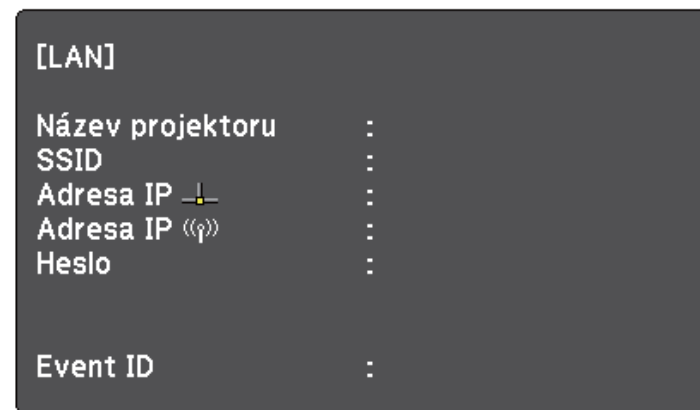 [LAN]
Název projektoru :
SSID :
Adresa IP :
Adresa IP :
Heslo :
Event ID :